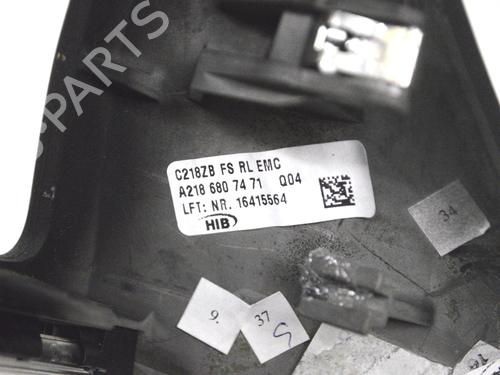 B-PARTS
C218ZB FS RL EMC
A218 680 74 71 Q04
LFT: NR. 16415564
HIB
34
9.
37